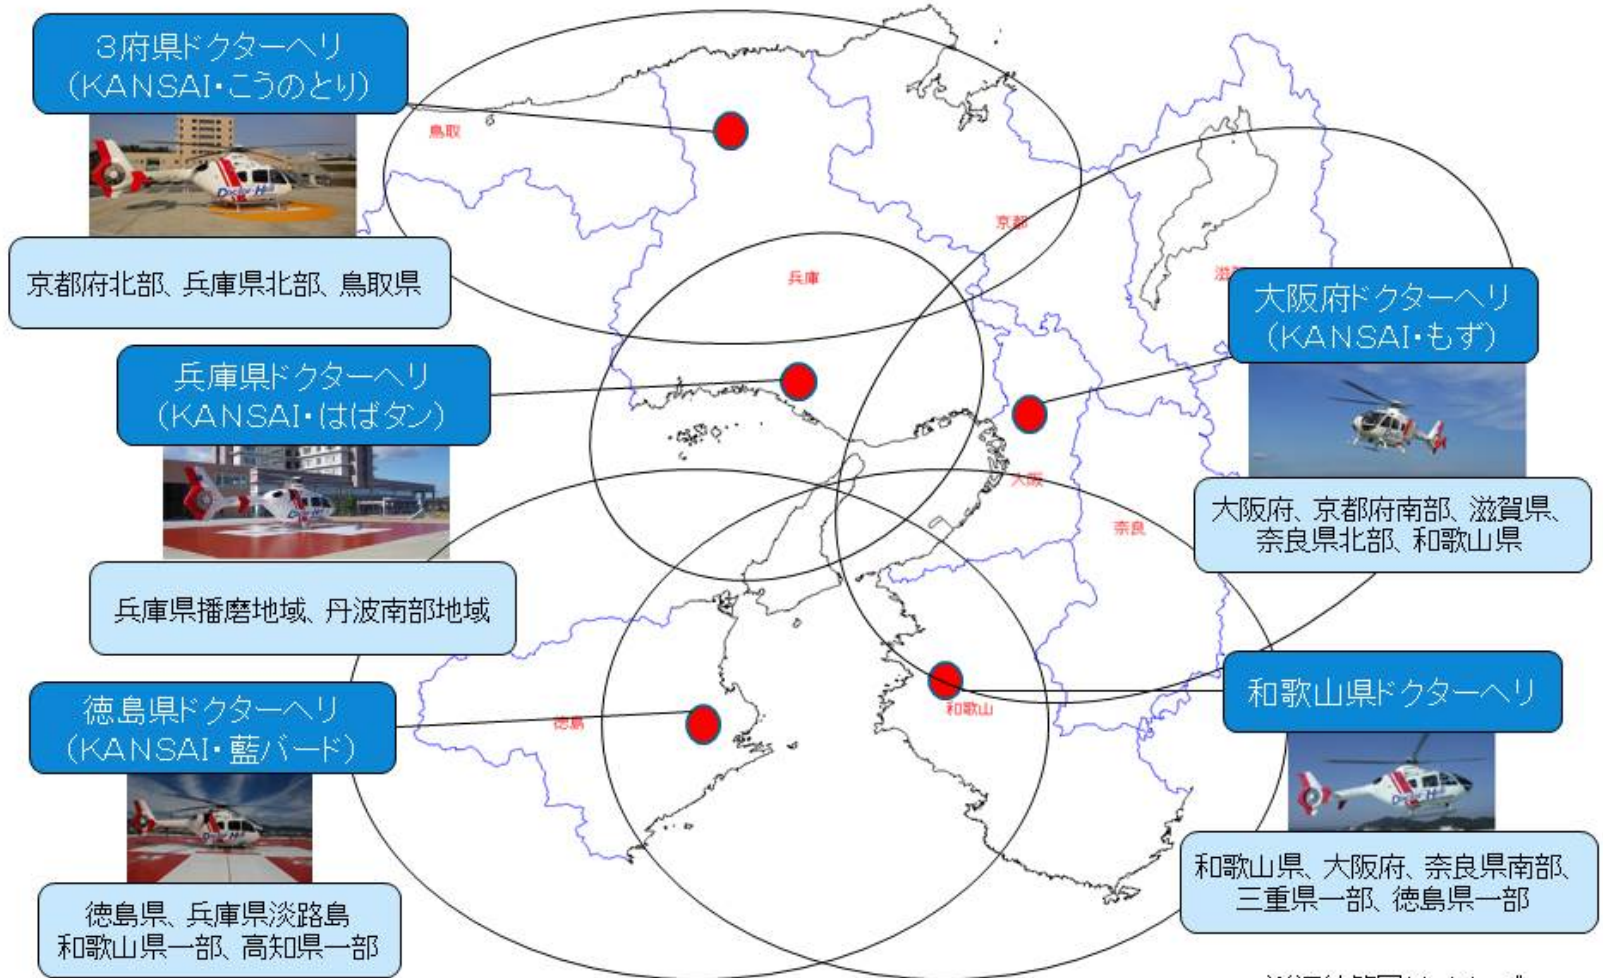 3府県ドクターヘリ
(KANSAI・こうのとり)
鳥取
京都府北部、兵庫県北部、鳥取県
京都
兵庫
大阪府ドクターヘリ
(KANSAI・もず)
兵庫県ドクターヘリ
(KANSAI・はばタン)
大阪
奈良
大阪府、京都府南部、滋賀県、
奈良県北部、和歌山県
兵庫県播磨地域、丹波南部地域
徳島県ドクターヘリ
(KANSAI・藍バード)
徳島
和歌山
和歌山県ドクターヘリ
Doctor-Heli
徳島県、兵庫県淡路島
和歌山県一部、高知県一部
和歌山県、大阪府、奈良県南部、
三重県一部、徳島県一部